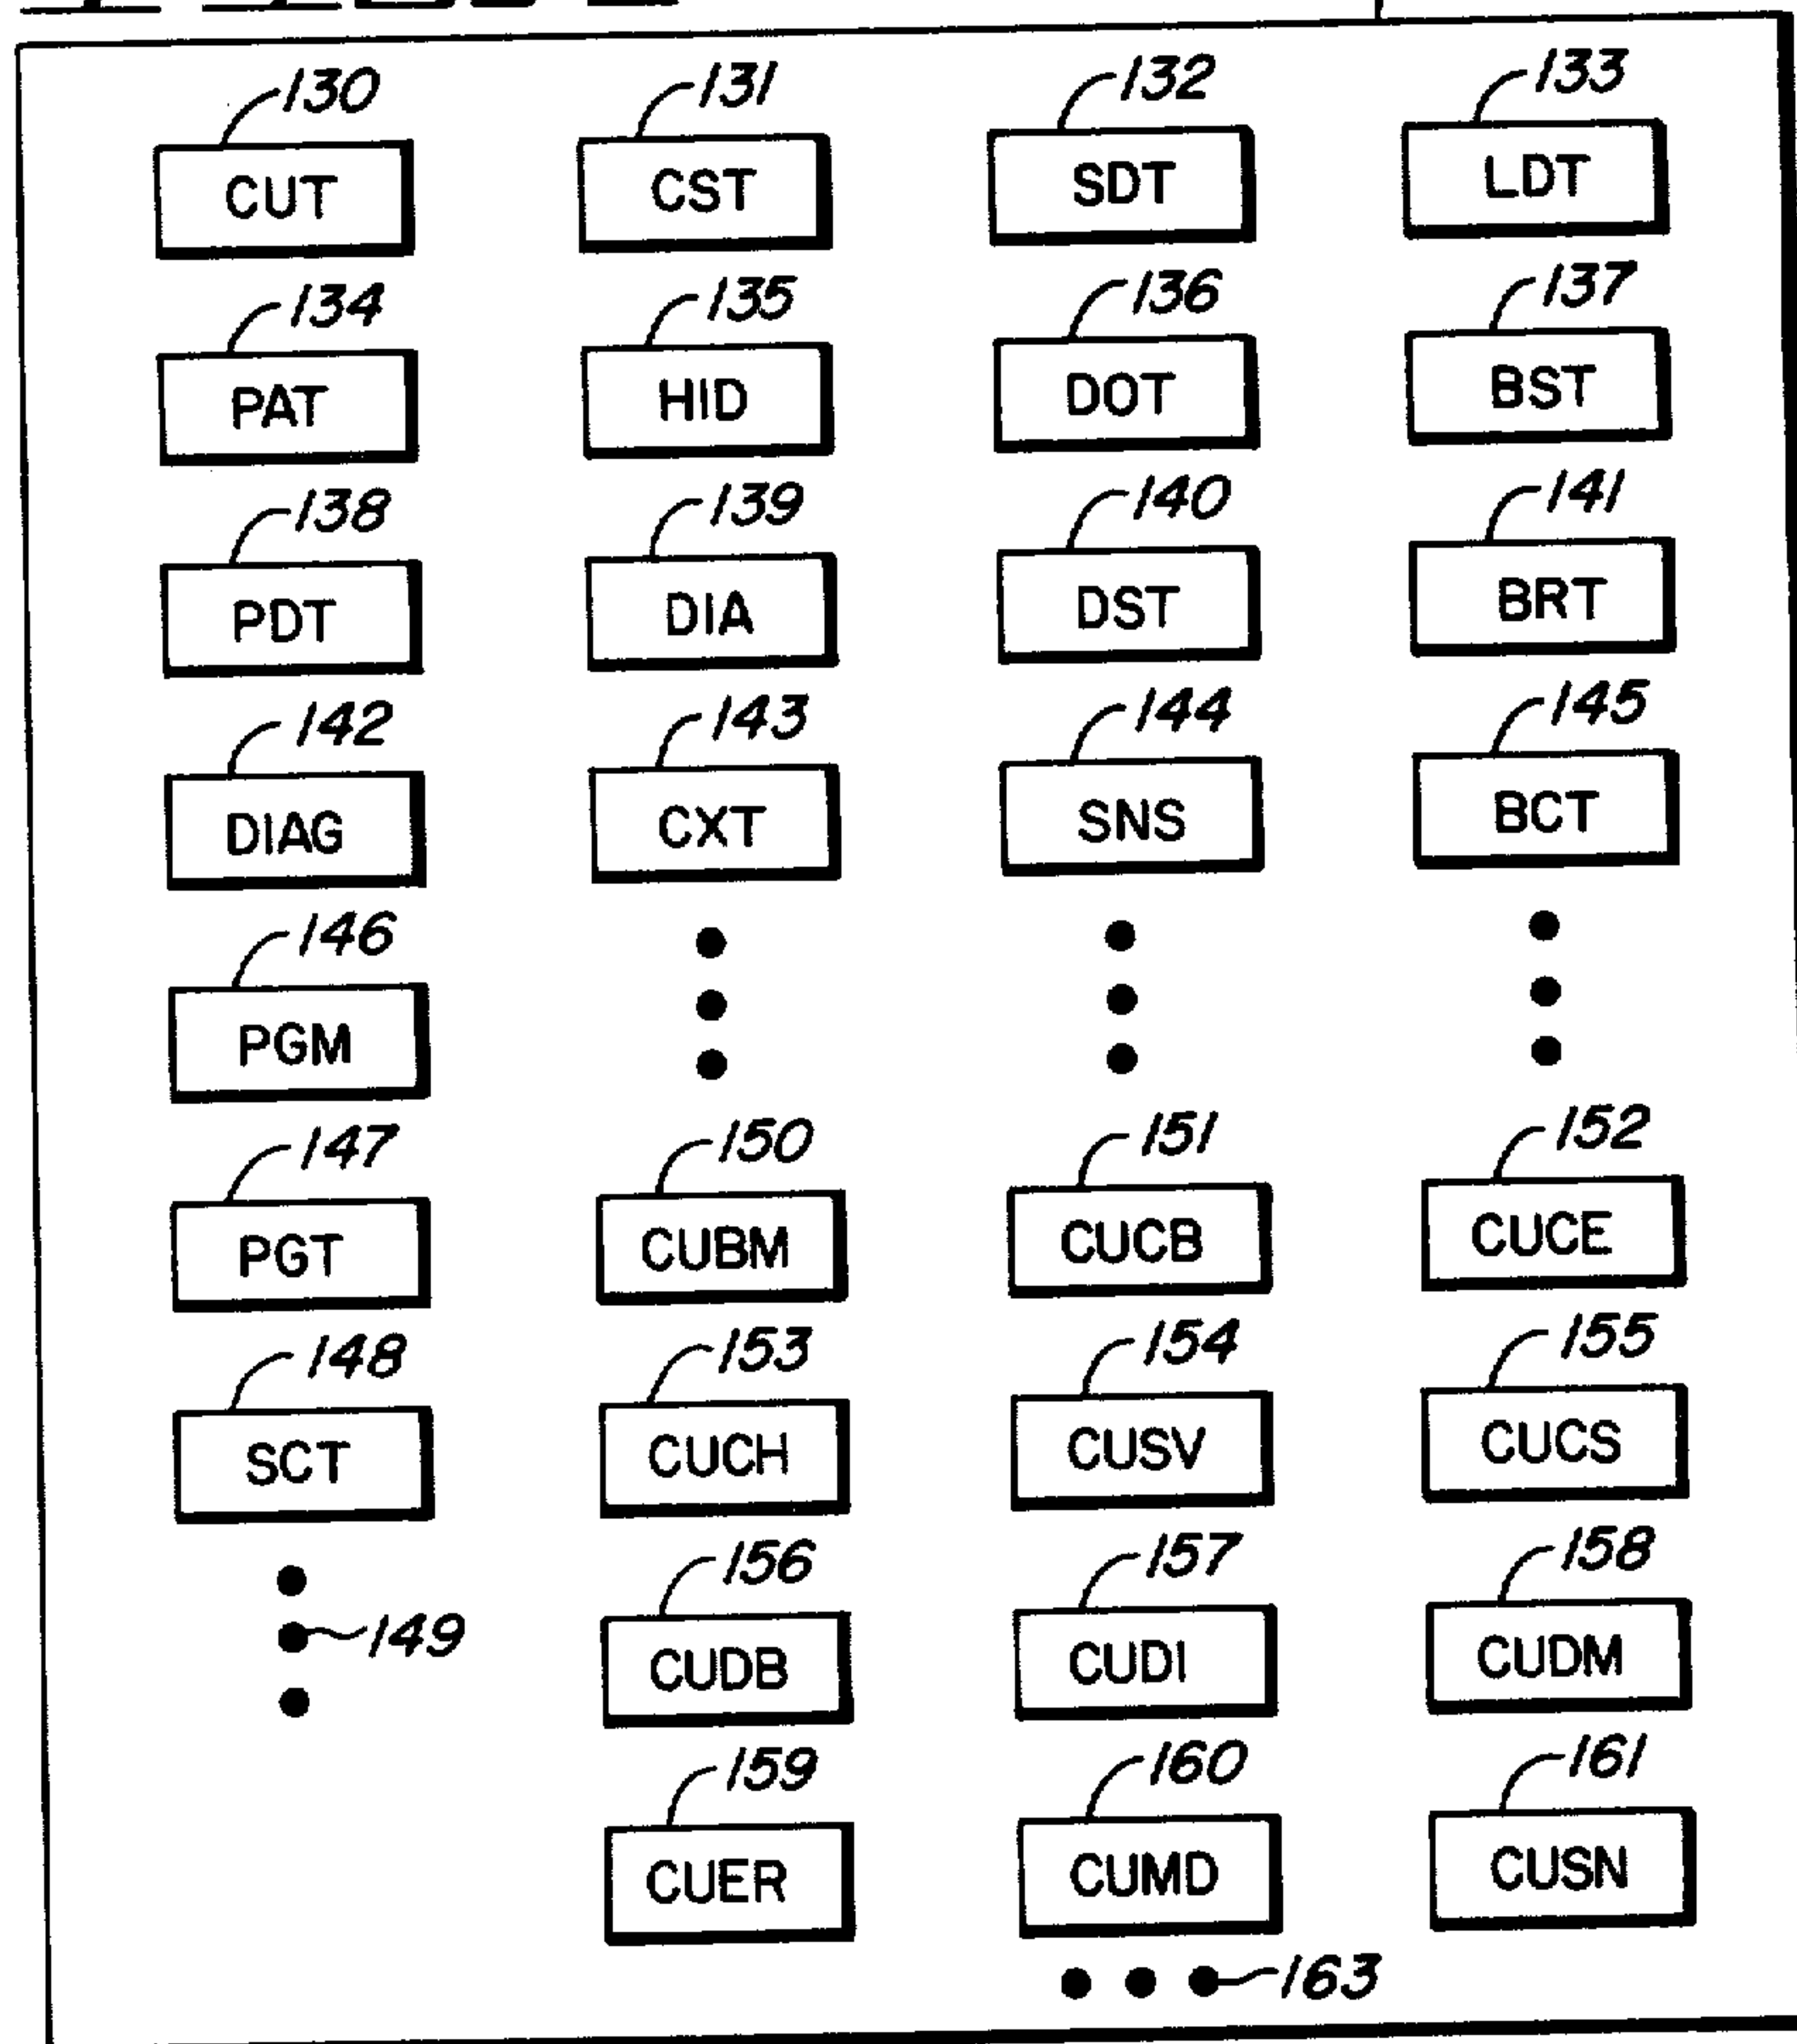 130 131 132 133
CUT CST SDT LDT
134 135 136 137
PAT HID DOT BST
138 139 140 141
PDT DIA DST BRT
142 143 144 145
DIAG CXT SNS BCT
146
PGM
147 150 151 152
PGT CUBM CUCB CUCE
148 153 154 155
SCT CUCH CUSV CUCS
156 157 158
149
CUDB CUDI CUDM
159 160 161
CUER CUMD CUSN
163